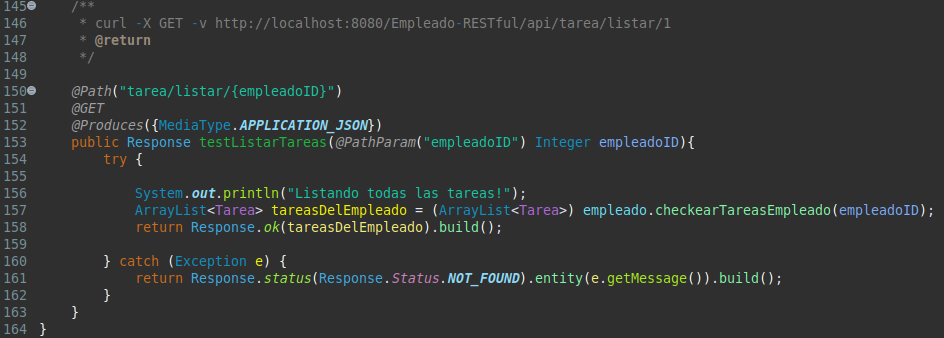 145 /**
146 * curl -X GET -v http://localhost:8080/Empleado-RESTful/api/tarea/listar/1
147 * @return
148 */
149
150 @Path("tarea/listar/{empleadoID}")
151 @GET
152 @Produces({MediaType.APPLICATION_JSON})
153 public Response testListarTareas(@PathParam("empleadoID") Integer empleadoID){
154 try {
155
156 System.out.println("Listando todas las tareas!");
157 ArrayList<Tarea> tareasDelEmpleado = (ArrayList<Tarea>) empleado.checkearTareasEmpleado(empleadoID);
158 return Response.ok(tareasDelEmpleado).build();
159
160 } catch (Exception e) {
161 return Response.status(Response.Status.NOT_FOUND).entity(e.getMessage()).build();
162 }
163 }
164 }